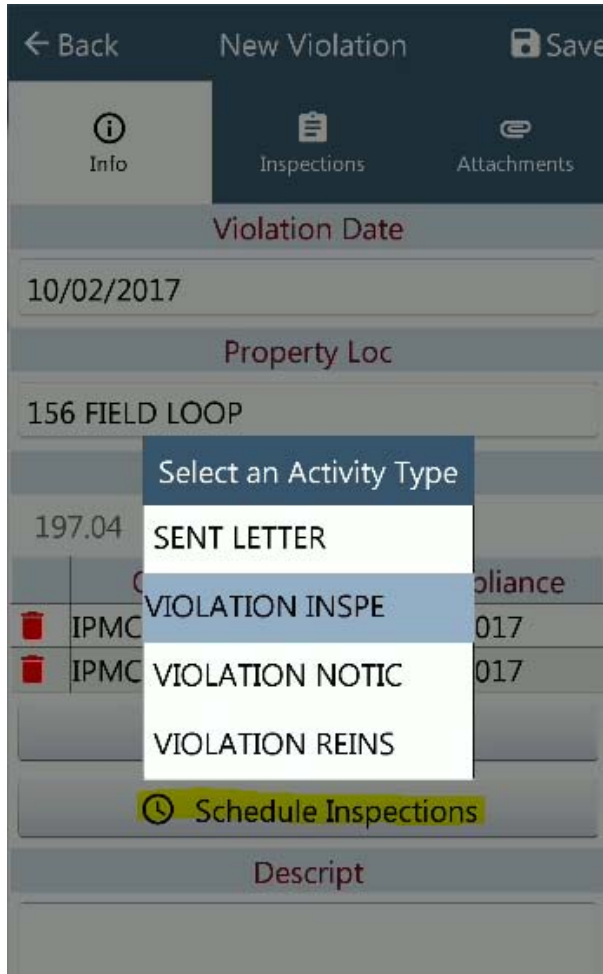 Back New Violation Save
Info Inspections Attachments
Violation Date
10/02/2017
Property Loc
156 FIELD LOOP
Select an Activity Type
197.04
SENT LETTER
pliance
VIOLATION INSPE
IPMC 017
VIOLATION NOTIC
IPMC 017
VIOLATION REINS
Schedule Inspections
Descript